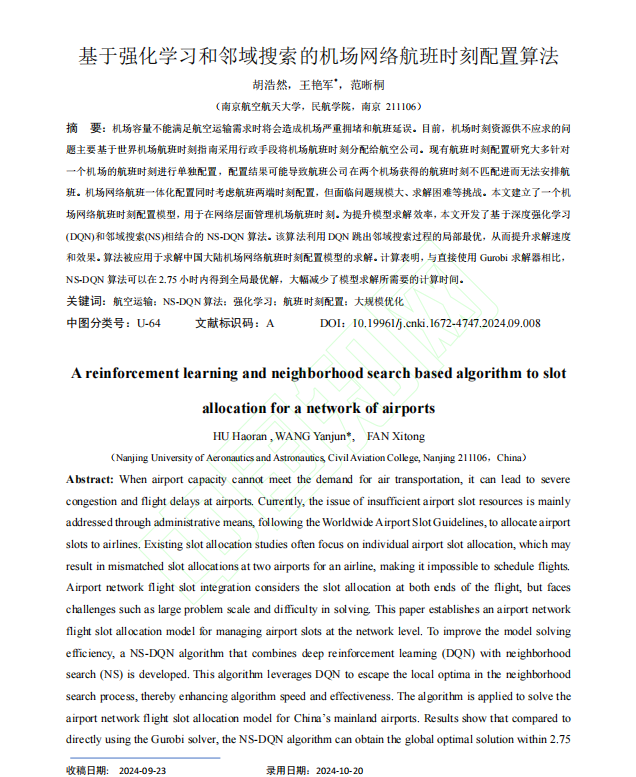 基于强化学习和邻域搜索的机场网络航班时刻配置算法
胡浩然，王艳军*，范晰桐
（南京航空航天大学，民航学院，南京 211106）
摘 要：机场容量不能满足航空运输需求时将会造成机场严重拥堵和航班延误。目前，机场时刻资源供不应求的问
题主要基于世界机场航班时刻指南采用行政手段将机场航班时刻分配给航空公司。现有航班时刻配置研究大多针对
一个机场的航班时刻进行单独配置，配置结果可能导致航班公司在两个机场获得的航班时刻不匹配进而无法安排航
班。机场网络航班一体化配置同时考虑航班两端时刻配置，但面临问题规模大、求解困难等挑战。本文建立了一个机
场网络航班时刻配置模型，用于在网络层面管理机场航班时刻。为提升模型求解效率，本文开发了基于深度强化学习
(DQN)和邻域搜索(NS)相结合的 NS-DQN 算法。该算法利用 DQN 跳出邻域搜索过程的局部最优，从而提升求解速度
和效果。算法被应用于求解中国大陆机场网络航班时刻配置模型的求解。计算表明，与直接使用 Gurobi 求解器相比，
NS-DQN 算法可以在 2.75 小时内得到全局最优解，大幅减少了模型求解所需要的计算时间。
关键词：航空运输；NS-DQN 算法；强化学习；航班时刻配置；大规模优化
中图分类号：U-64 文献标识码：A DOI：10.19961/j.cnki.1672-4747.2024.09.008
A reinforcement learning and neighborhood search based algorithm to slot
allocation for a network of airports
HU Haoran , WANG Yanjun*, FAN Xitong
（Nanjing University of Aeronautics and Astronautics, Civil Aviation College, Nanjing 211106，China）
Abstract: When airport capacity cannot meet the demand for air transportation, it can lead to severe
congestion and flight delays at airports. Currently, the issue of insufficient airport slot resources is mainly
addressed through administrative means, following the Worldwide Airport Slot Guidelines, to allocate airport
slots to airlines. Existing slot allocation studies often focus on individual airport slot allocation, which may
result in mismatched slot allocations at two airports for an airline, making it impossible to schedule flights.
Airport network flight slot integration considers the slot allocation at both ends of the flight, but faces
challenges such as large problem scale and difficulty in solving. This paper establishes an airport network
flight slot allocation model for managing airport slots at the network level. To improve the model solving
efficiency, a NS-DQN algorithm that combines deep reinforcement learning (DQN) with neighborhood
search (NS) is developed. This algorithm leverages DQN to escape the local optima in the neighborhood
search process, thereby enhancing algorithm speed and effectiveness. The algorithm is applied to solve the
airport network flight slot allocation model for China's mainland airports. Results show that compared to
directly using the Gurobi solver, the NS-DQN algorithm can obtain the global optimal solution within 2.75
收稿日期: 2024-09-23 录用日期：2024-10-20